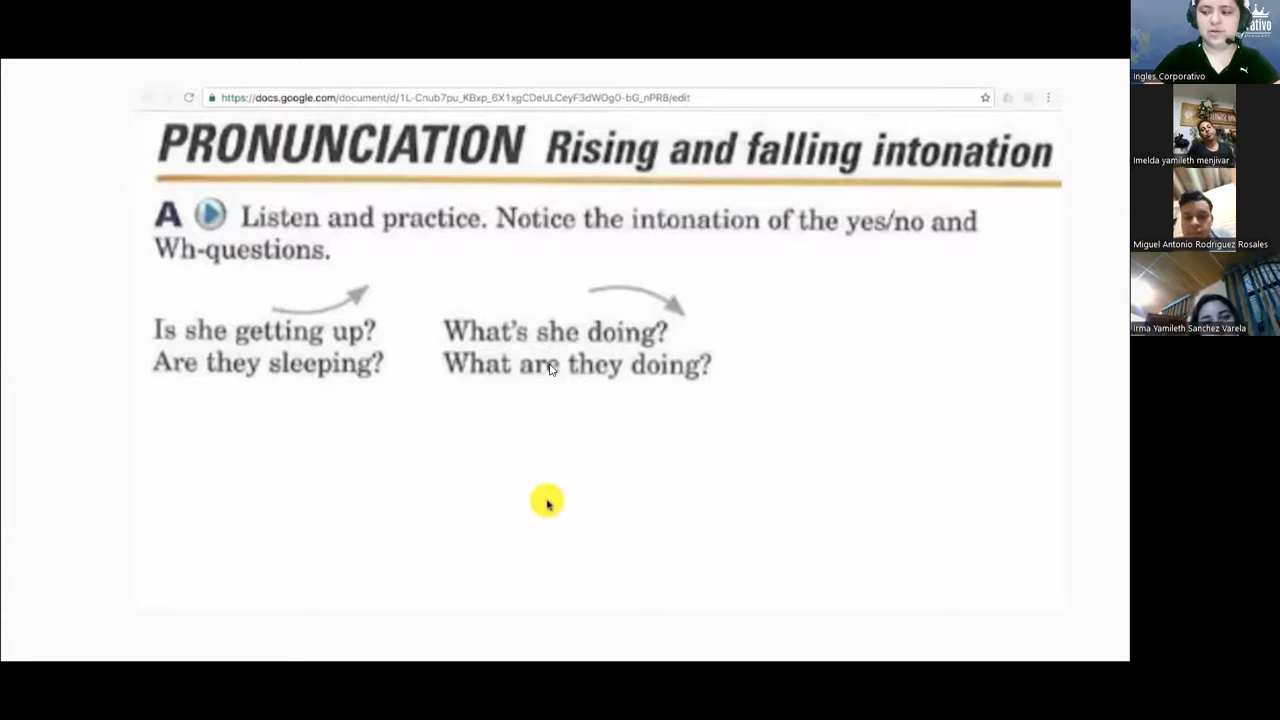 https://docs.google.com/document/d/1L-Cnub7pu_KBxp_6X1xgCDeULCeyF3dWOg0-bG_nPR8/edit
PRONUNCIATION Rising and falling intonation
A Listen and practice. Notice the intonation of the yes/no and
Wh-questions.
Is she getting up?
Are they sleeping?
What's she doing?
What are they doing?
ativo
Ingles Corporativo
Imelda yamileth menjivar
Miguel Antonio Rodriguez Rosales
Irma Yamileth Sanchez Varela